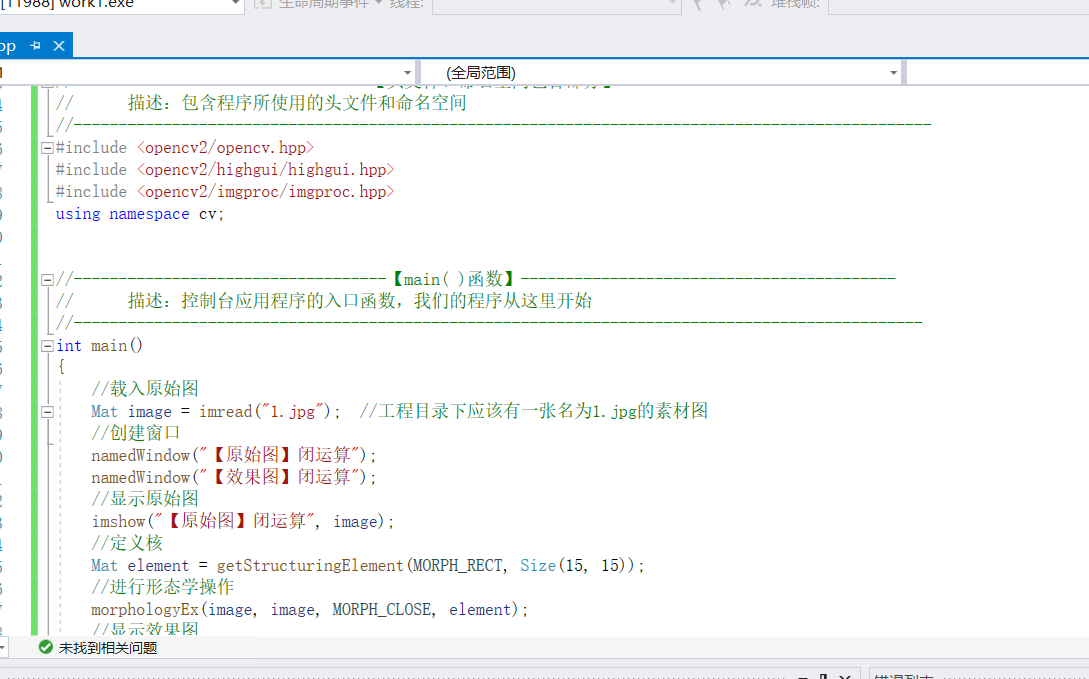 [11988] work1.exe 生命周期事件 线程: 堆栈帧:
pp
(全局范围)
// 描述：包含程序所使用的头文件和命名空间
//------------------------------------------------------------------------------------------------
#include <opencv2/opencv.hpp>
#include <opencv2/highgui/highgui.hpp>
#include <opencv2/imgproc/imgproc.hpp>
using namespace cv;
//-----------------------------------【main( )函数】------------------------------------------
// 描述：控制台应用程序的入口函数，我们的程序从这里开始
//-----------------------------------------------------------------------------------------------
int main()
{
//载入原始图
Mat image = imread("1.jpg"); //工程目录下应该有一张名为1.jpg的素材图
//创建窗口
namedWindow("【原始图】闭运算");
namedWindow("【效果图】闭运算");
//显示原始图
imshow("【原始图】闭运算", image);
//定义核
Mat element = getStructuringElement(MORPH_RECT, Size(15, 15));
//进行形态学操作
morphologyEx(image, image, MORPH_CLOSE, element);
//显示效果图
未找到相关问题
错误列表